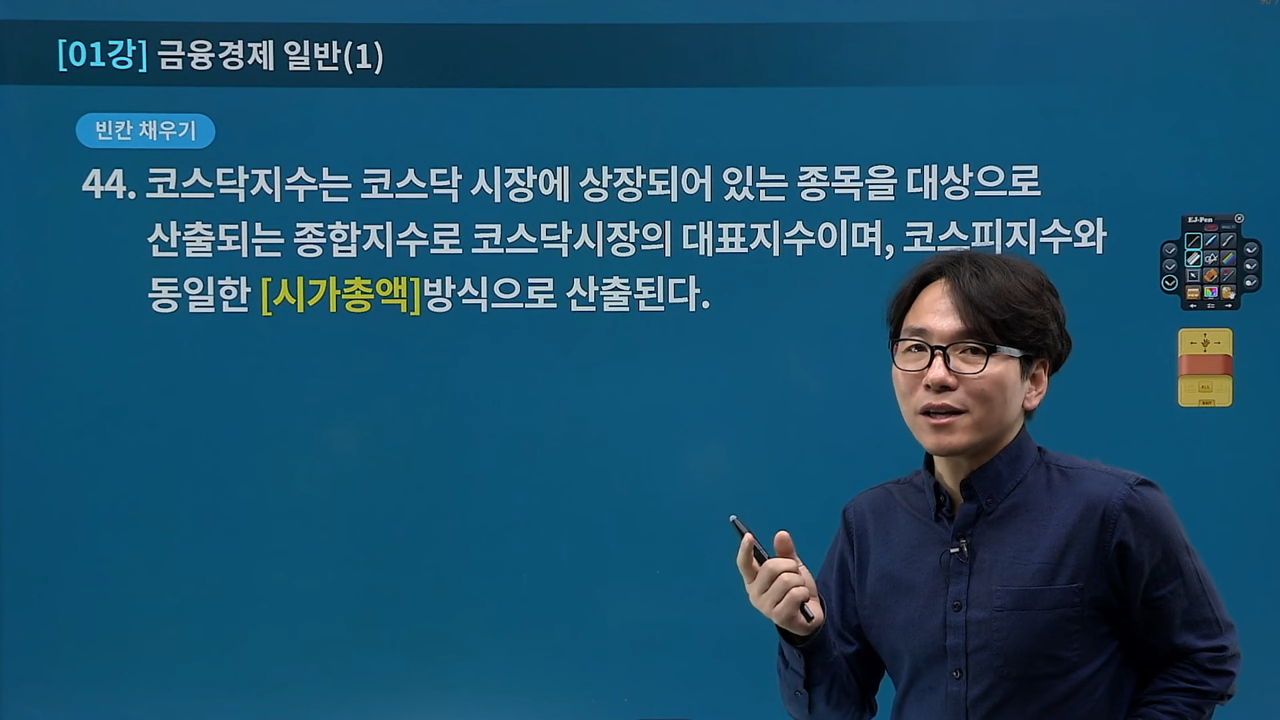 [01강] 금융경제 일반(1)
빈칸 채우기
44. 코스닥지수는 코스닥 시장에 상장되어 있는 종목을 대상으로
산출되는 종합지수로 코스닥시장의 대표지수이며, 코스피지수와
동일한 [시가총액]방식으로 산출된다.
EJ-Pen
ALL